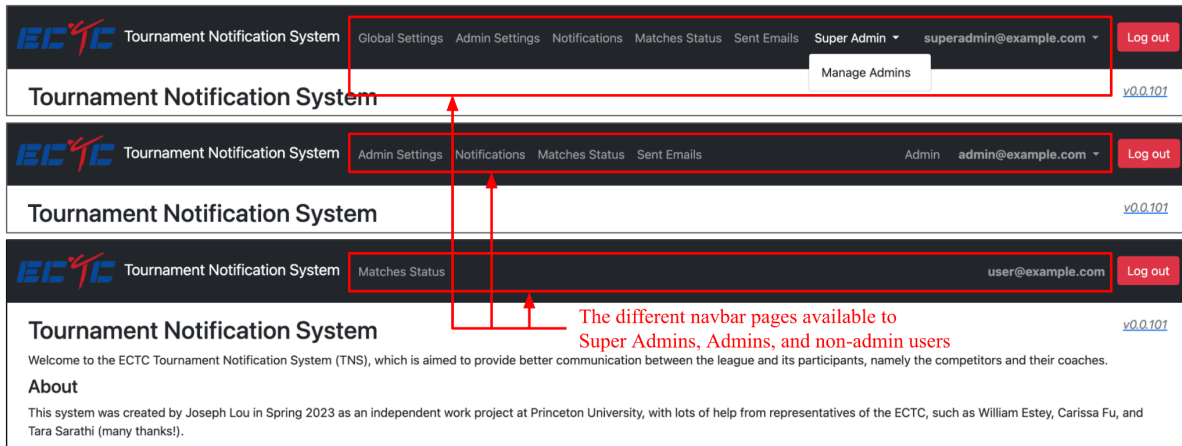 ECTC Tournament Notification System Global Settings Admin Settings Notifications Matches Status Sent Emails Super Admin superadmin@example.com Log out
Manage Admins
Tournament Notification System v0.0.101
ECTC Tournament Notification System Admin Settings Notifications Matches Status Sent Emails Admin admin@example.com Log out
Tournament Notification System v0.0.101
ECTC Tournament Notification System Matches Status user@example.com Log out
The different navbar pages available to
Super Admins, Admins, and non-admin users
Tournament Notification System v0.0.101
Welcome to the ECTC Tournament Notification System (TNS), which is aimed to provide better communication between the league and its participants, namely the competitors and their coaches.
About
This system was created by Joseph Lou in Spring 2023 as an independent work project at Princeton University, with lots of help from representatives of the ECTC, such as William Estey, Carissa Fu, and
Tara Sarathi (many thanks!).